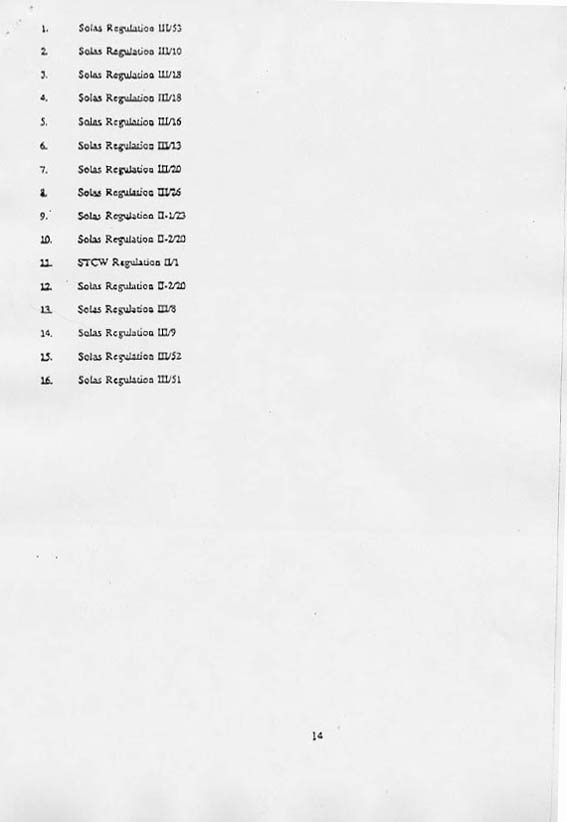 1. Solas Regulation III/53
2. Solas Regulation III/10
3. Solas Regulation III/18
4. Solas Regulation III/18
5. Solas Regulation III/16
6. Solas Regulation III/13
7. Solas Regulation III/20
8. Solas Regulation III/26
9. Solas Regulation II-1/23
10. Solas Regulation II-2/20
11. STCW Regulation II/1
12. Solas Regulation II-2/20
13. Solas Regulation III/8
14. Solas Regulation III/9
15. Solas Regulation III/52
16. Solas Regulation III/51
14